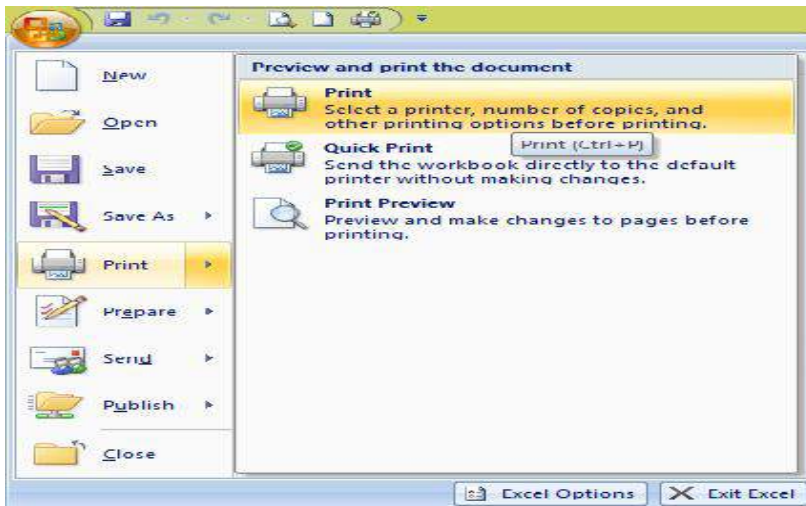 New
Open
Save
Save As
Print
Prepare
Send
Publish
Close
Preview and print the document
Print
Select a printer, number of copies, and
other printing options before printing.
Print (Ctrl+P)
Quick Print
Send the workbook directly to the default
printer without making changes.
Print Preview
Preview and make changes to pages before
printing.
Excel Options
Exit Excel